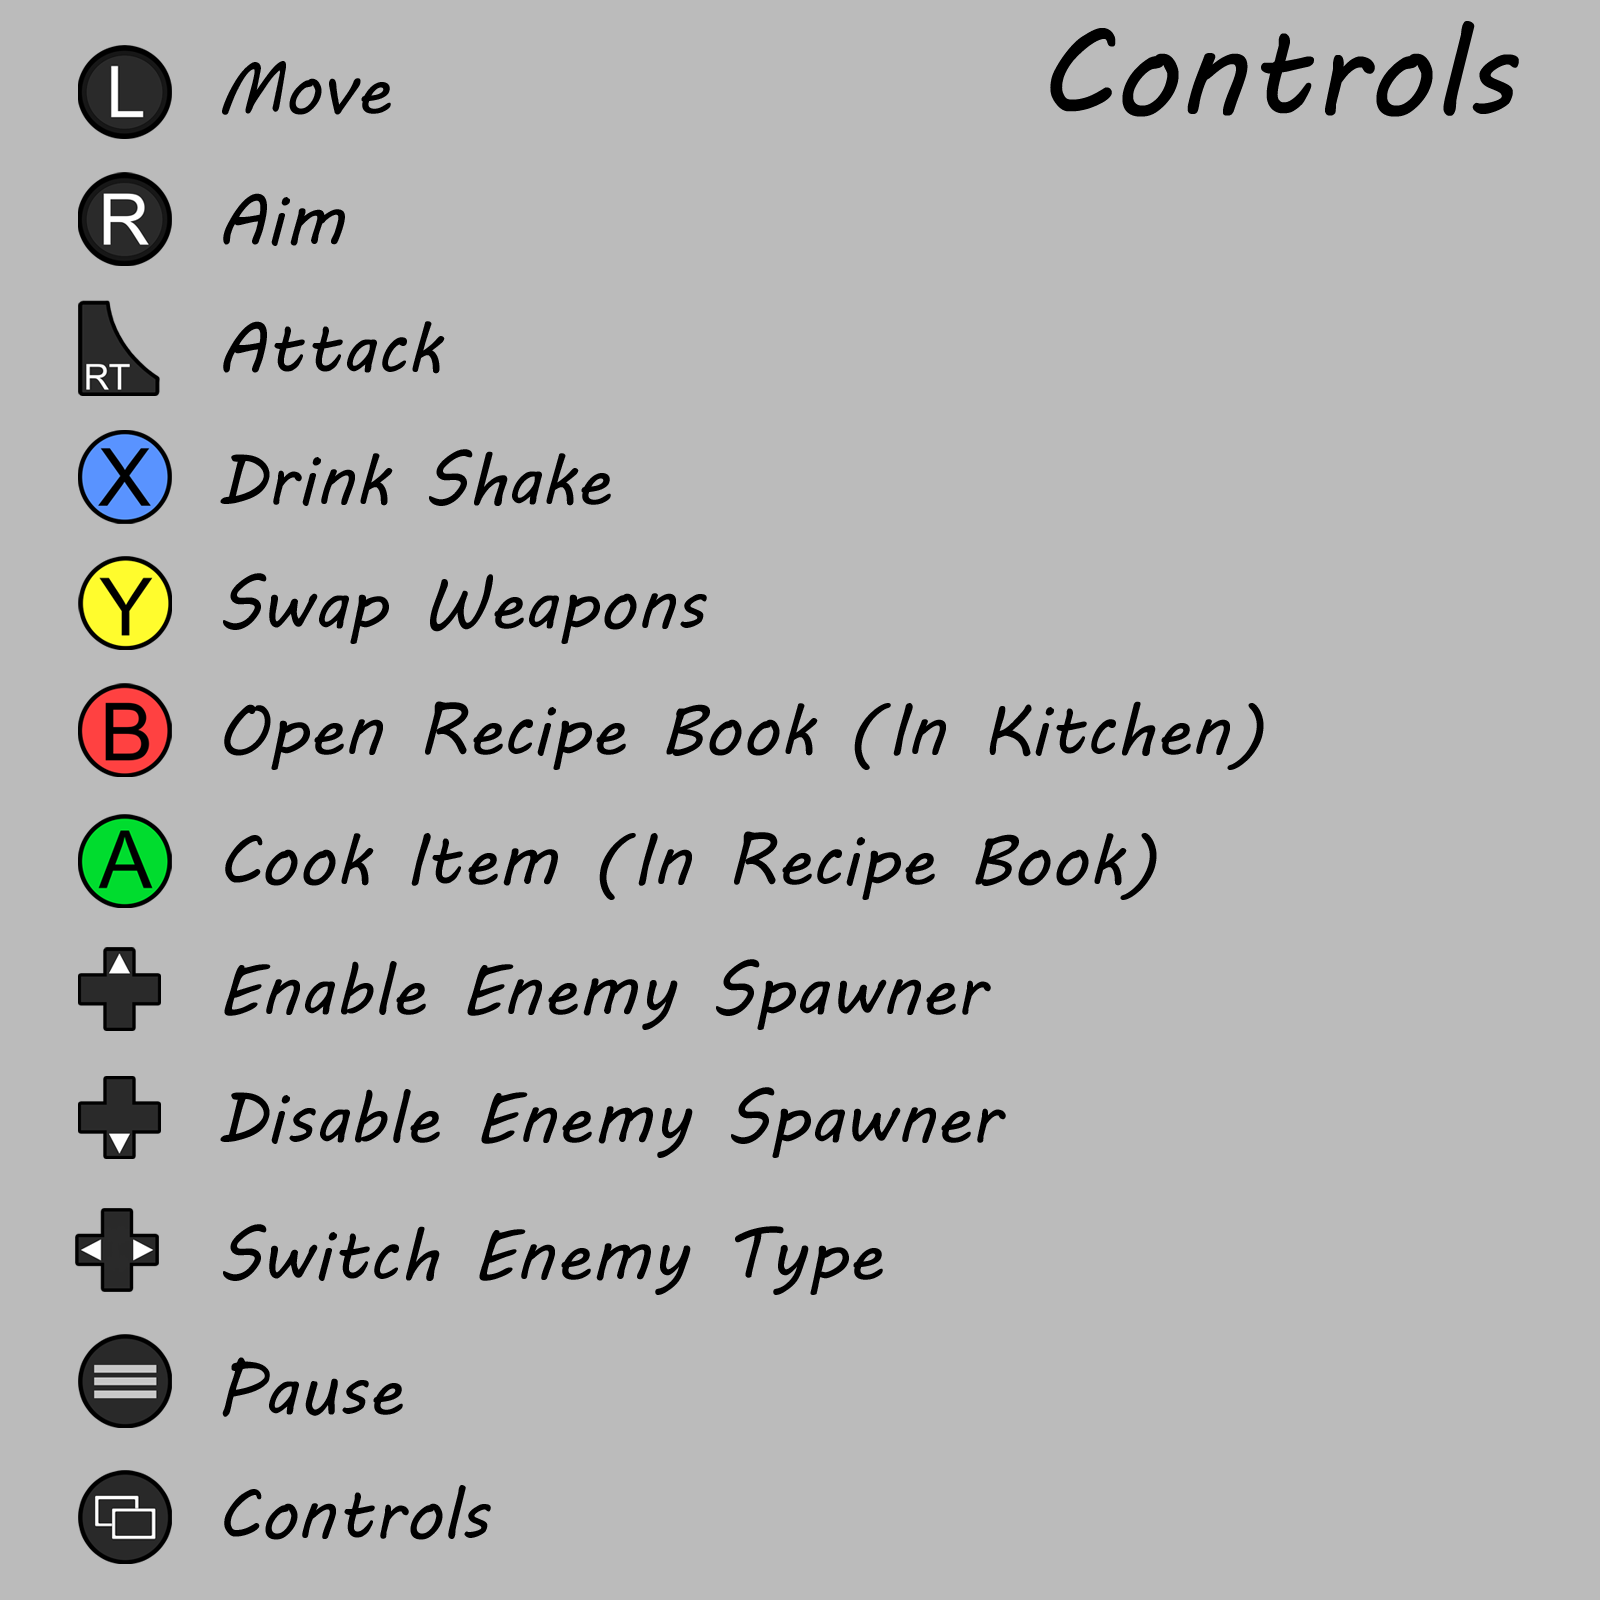 Controls
L Move
R Aim
RT Attack
X Drink Shake
Y Swap Weapons
B Open Recipe Book (In Kitchen)
A Cook Item (In Recipe Book)
Enable Enemy Spawner
Disable Enemy Spawner
Switch Enemy Type
Pause
Controls